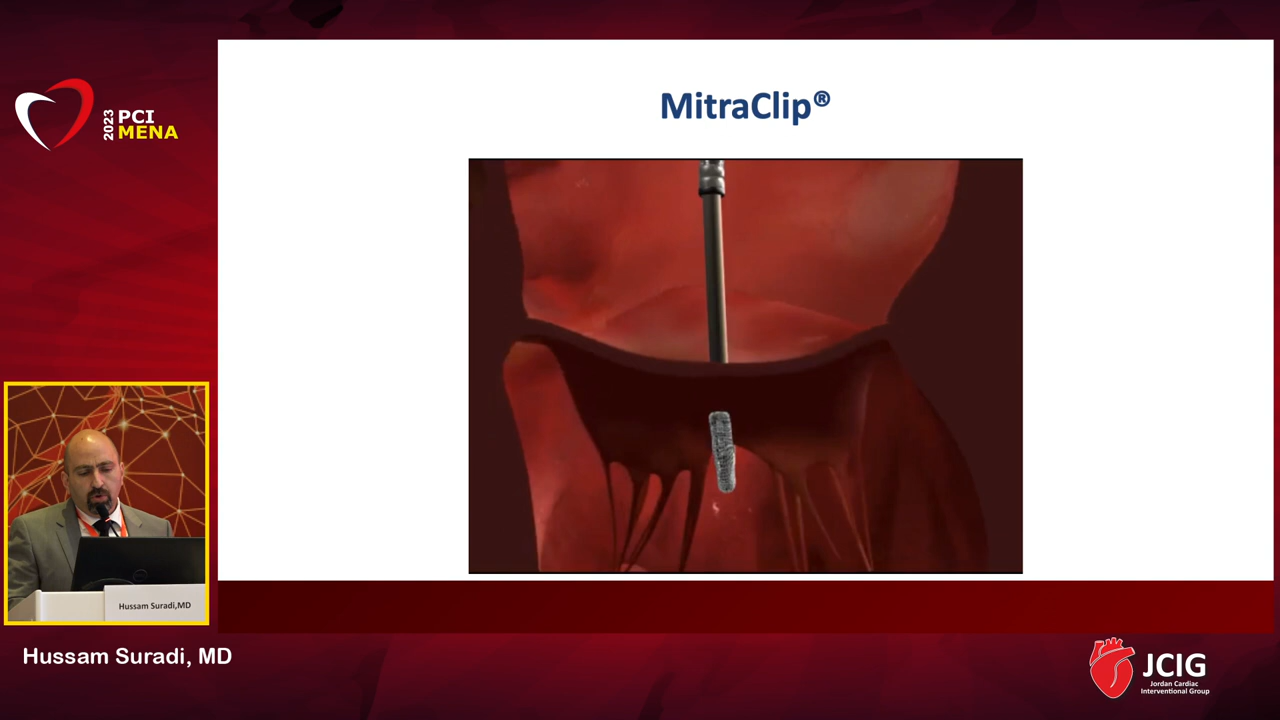 MitraClip®
2023
PCI
MENA
Hussam Suradi,MD
Hussam Suradi, MD
JCIG
Jordan Cardiac
Interventional Group